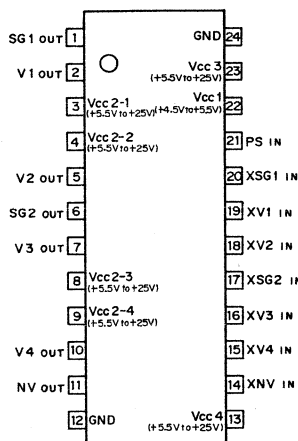 SG1 OUT 1
24 GND
V1 OUT 2
23 Vcc 3
(+5.5V to +25V)
3 Vcc 2-1
(+5.5V to +25V)
22 Vcc 1
(+4.5V to +5.5V)
4 Vcc 2-2
(+5.5V to +25V)
21 PS IN
V2 OUT 5
20 XSG1 IN
SG2 OUT 6
19 XV1 IN
V3 OUT 7
18 XV2 IN
8 Vcc 2-3
(+5.5V to +25V)
17 XSG2 IN
9 Vcc 2-4
(+5.5V to +25V)
16 XV3 IN
V4 OUT 10
15 XV4 IN
NV OUT 11
14 XNV IN
12 GND
13 Vcc 4
(+5.5V to +25V)